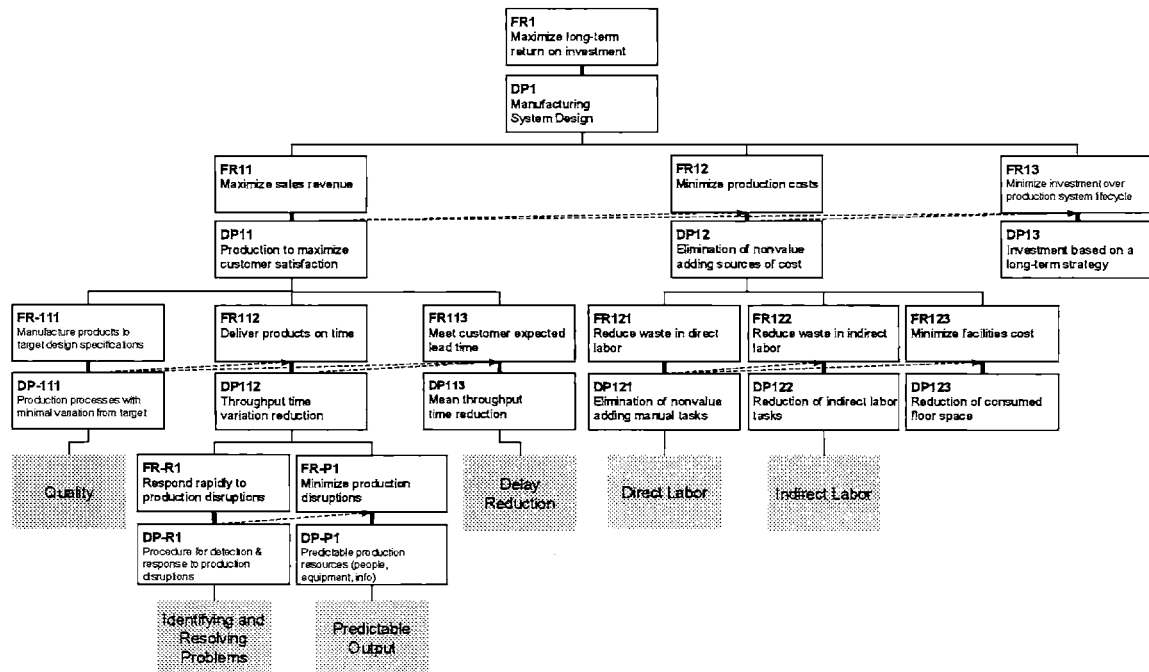 FR1
Maximize long-term
return on investment
DP1
Manufacturing
System Design
FR11
Maximize sales revenue
FR12
Minimize production costs
FR13
Minimize investment over
production system lifecycle
DP11
Production to maximize
customer satisfaction
DP12
Elimination of nonvalue
adding sources of cost
DP13
Investment based on a
long-term strategy
FR-111
Manufacture products to
target design specifications
FR112
Deliver products on time
FR113
Meet customer expected
lead time
FR121
Reduce waste in direct
labor
FR122
Reduce waste in indirect
labor
FR123
Minimize facilities cost
DP-111
Production processes with
minimal variation from target
DP112
Throughput time
variation reduction
DP113
Mean throughput
time reduction
DP121
Elimination of nonvalue
adding manual tasks
DP122
Reduction of indirect labor
tasks
DP123
Reduction of consumed
floor space
Quality
FR-R1
Respond rapidly to
production disruptions
FR-P1
Minimize production
disruptions
Delay
Reduction
Direct Labor
Indirect Labor
DP-R1
Procedure for detection &
response to production
disruptions
DP-P1
Predictable production
resources (people,
equipment, info)
Identifying and
Resolving
Problems
Predictable
Output